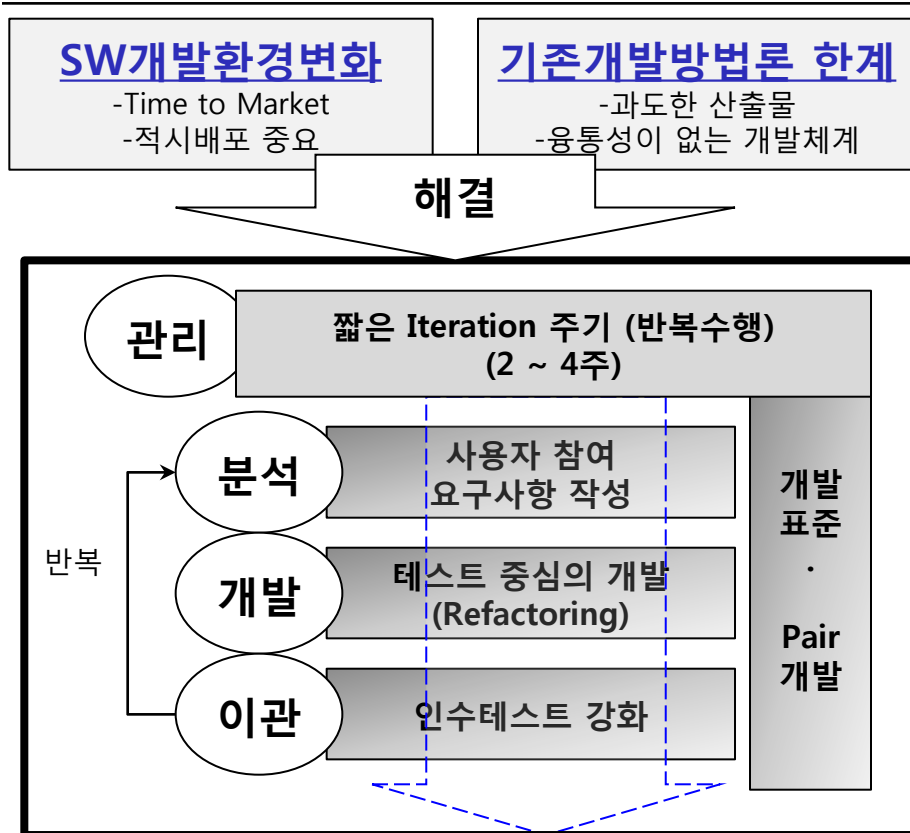 SW개발환경변화
-Time to Market
-적시배포 중요
기존개발방법론 한계
-과도한 산출물
-융통성이 없는 개발체계
해결
관리
짧은 Iteration 주기 (반복수행)
(2 ~ 4주)
분석
사용자 참여
요구사항 작성
반복
개발
테스트 중심의 개발
(Refactoring)
이관
인수테스트 강화
개발
표준
·
Pair
개발